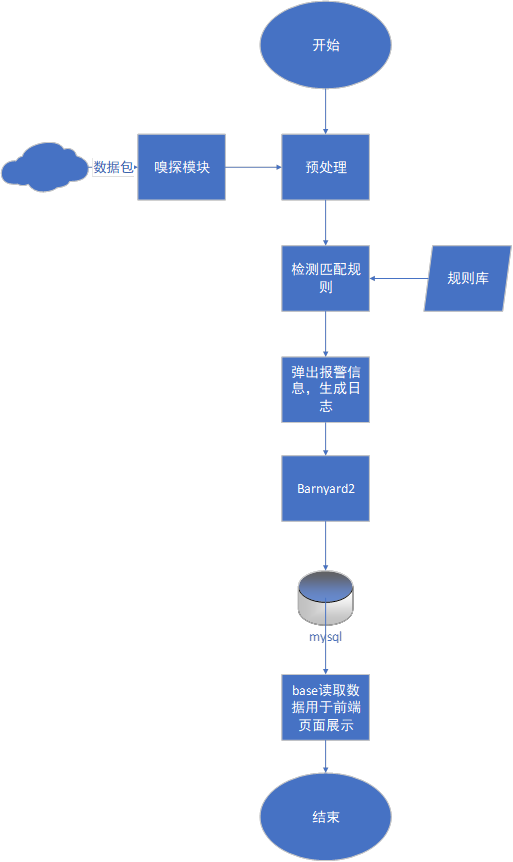 开始
数据包
嗅探模块
预处理
检测匹配规
则
规则库
弹出报警信
息，生成日
志
Barnyard2
mysql
base读取数
据用于前端
页面展示
结束